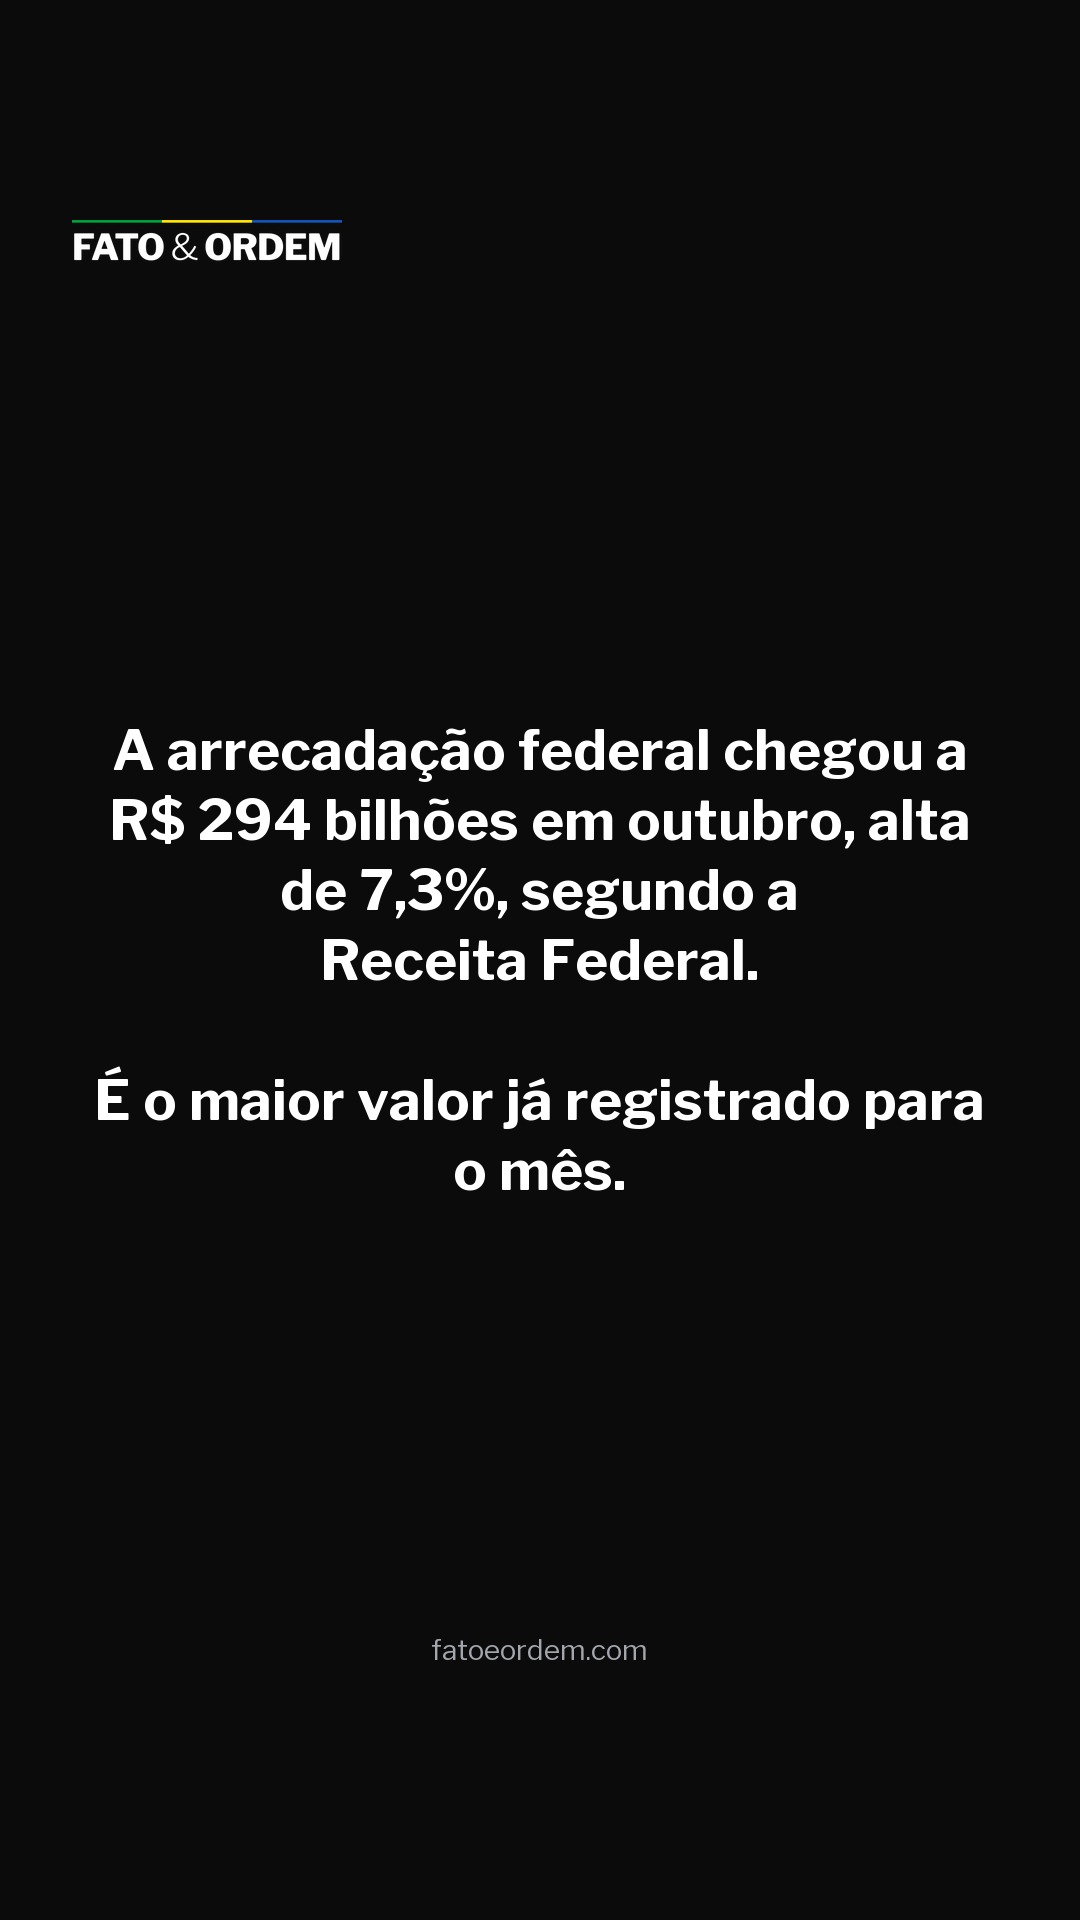 FATO & ORDEM
A arrecadação federal chegou a
R$ 294 bilhões em outubro, alta
de 7,3%, segundo a
Receita Federal.
É o maior valor já registrado para
o mês.
fatoeordem.com